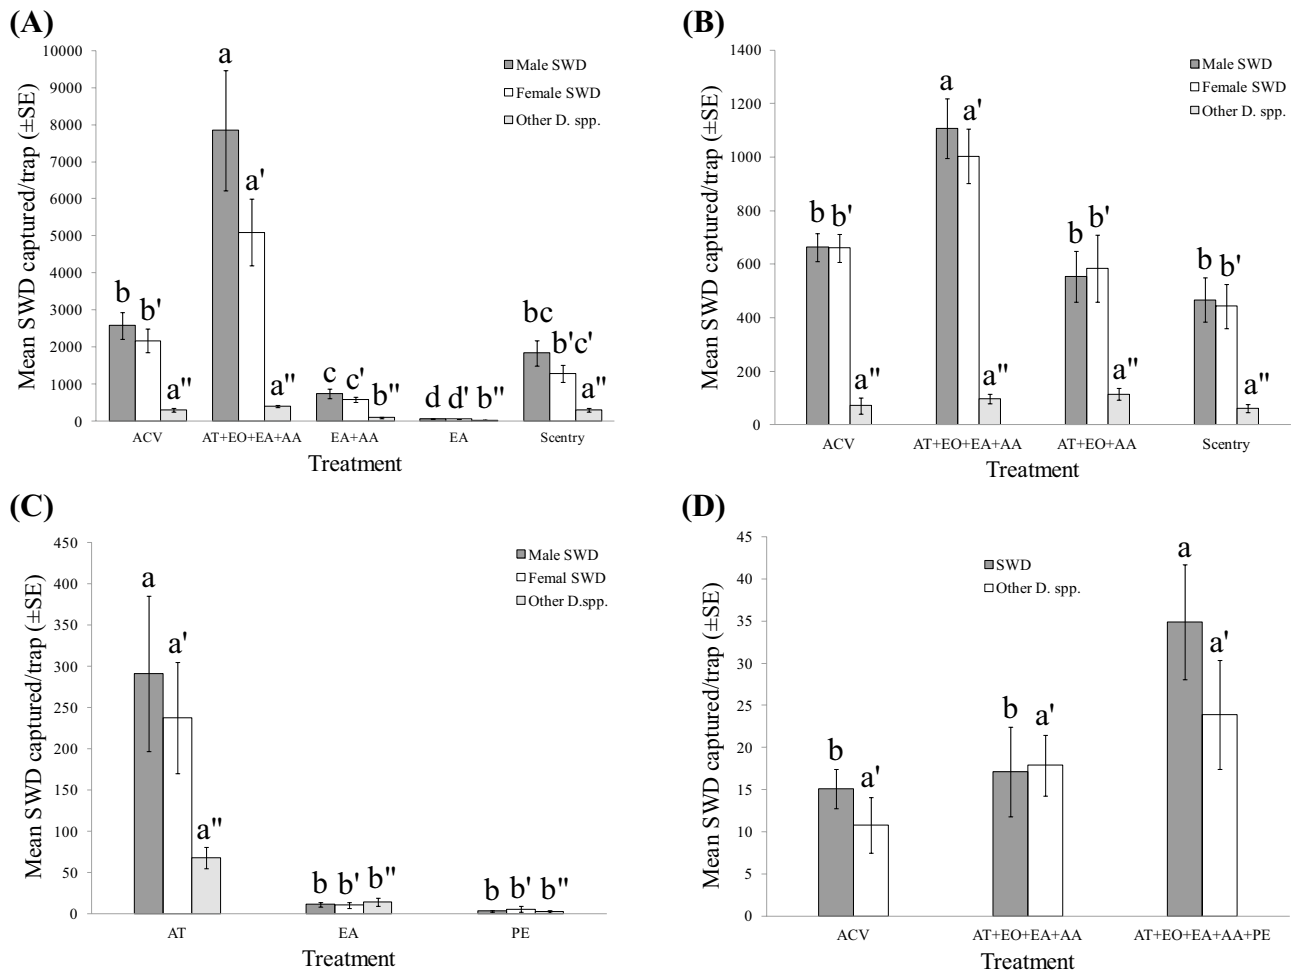 (A)
Mean SWD captured/trap (±SE)
10000
9000
8000
7000
6000
5000
4000
3000
2000
1000
0
Male SWD
Female SWD
Other D. spp.
b b' a"
a a' a"
c c' b"
d d' b"
bc b'c' a"
ACV AT+EO+EA+AA EA+AA EA Scentry
Treatment
(B)
Mean SWD captured/trap (±SE)
1400
1200
1000
800
600
400
200
0
Male SWD
Female SWD
Other D. spp.
b b' a"
a a' a"
b b' a"
b b' a"
ACV AT+EO+EA+AA AT+EO+AA Scentry
Treatment
(C)
Mean SWD captured/trap (±SE)
450
400
350
300
250
200
150
100
50
0
Male SWD
Femal SWD
Other D.spp.
a a' a"
b b' b"
b b' b"
AT EA PE
Treatment
(D)
Mean SWD captured/trap (±SE)
45
40
35
30
25
20
15
10
5
0
SWD
Other D. spp.
b a'
b a'
a a'
ACV AT+EO+EA+AA AT+EO+EA+AA+PE
Treatment